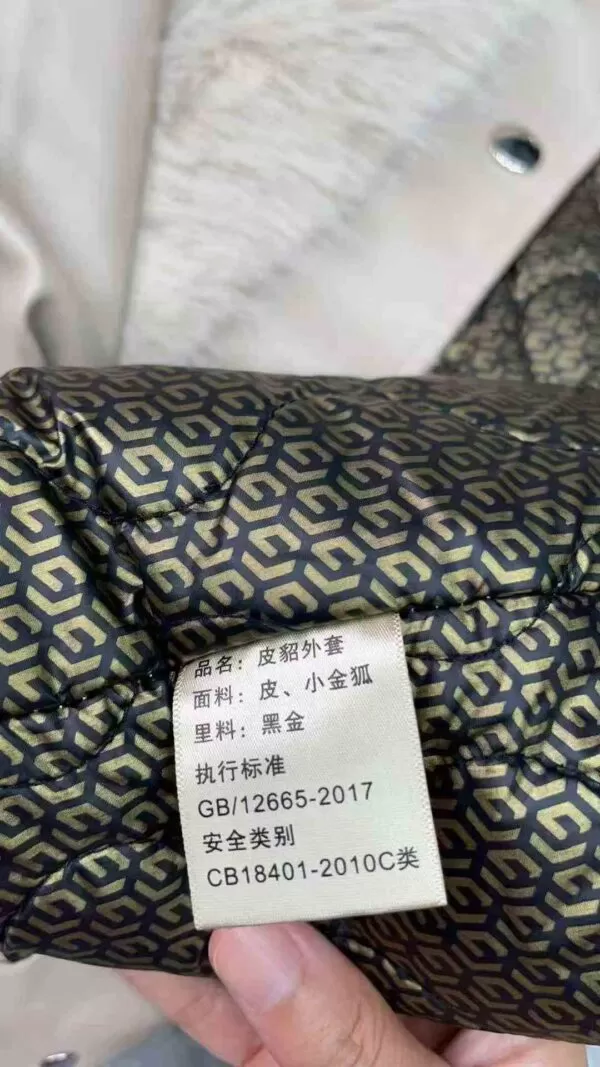 品名：皮貂外套
面料：皮、小金狐
里料：黑金
执行标准
GB/12665-2017
安全类别
CB18401-2010C类